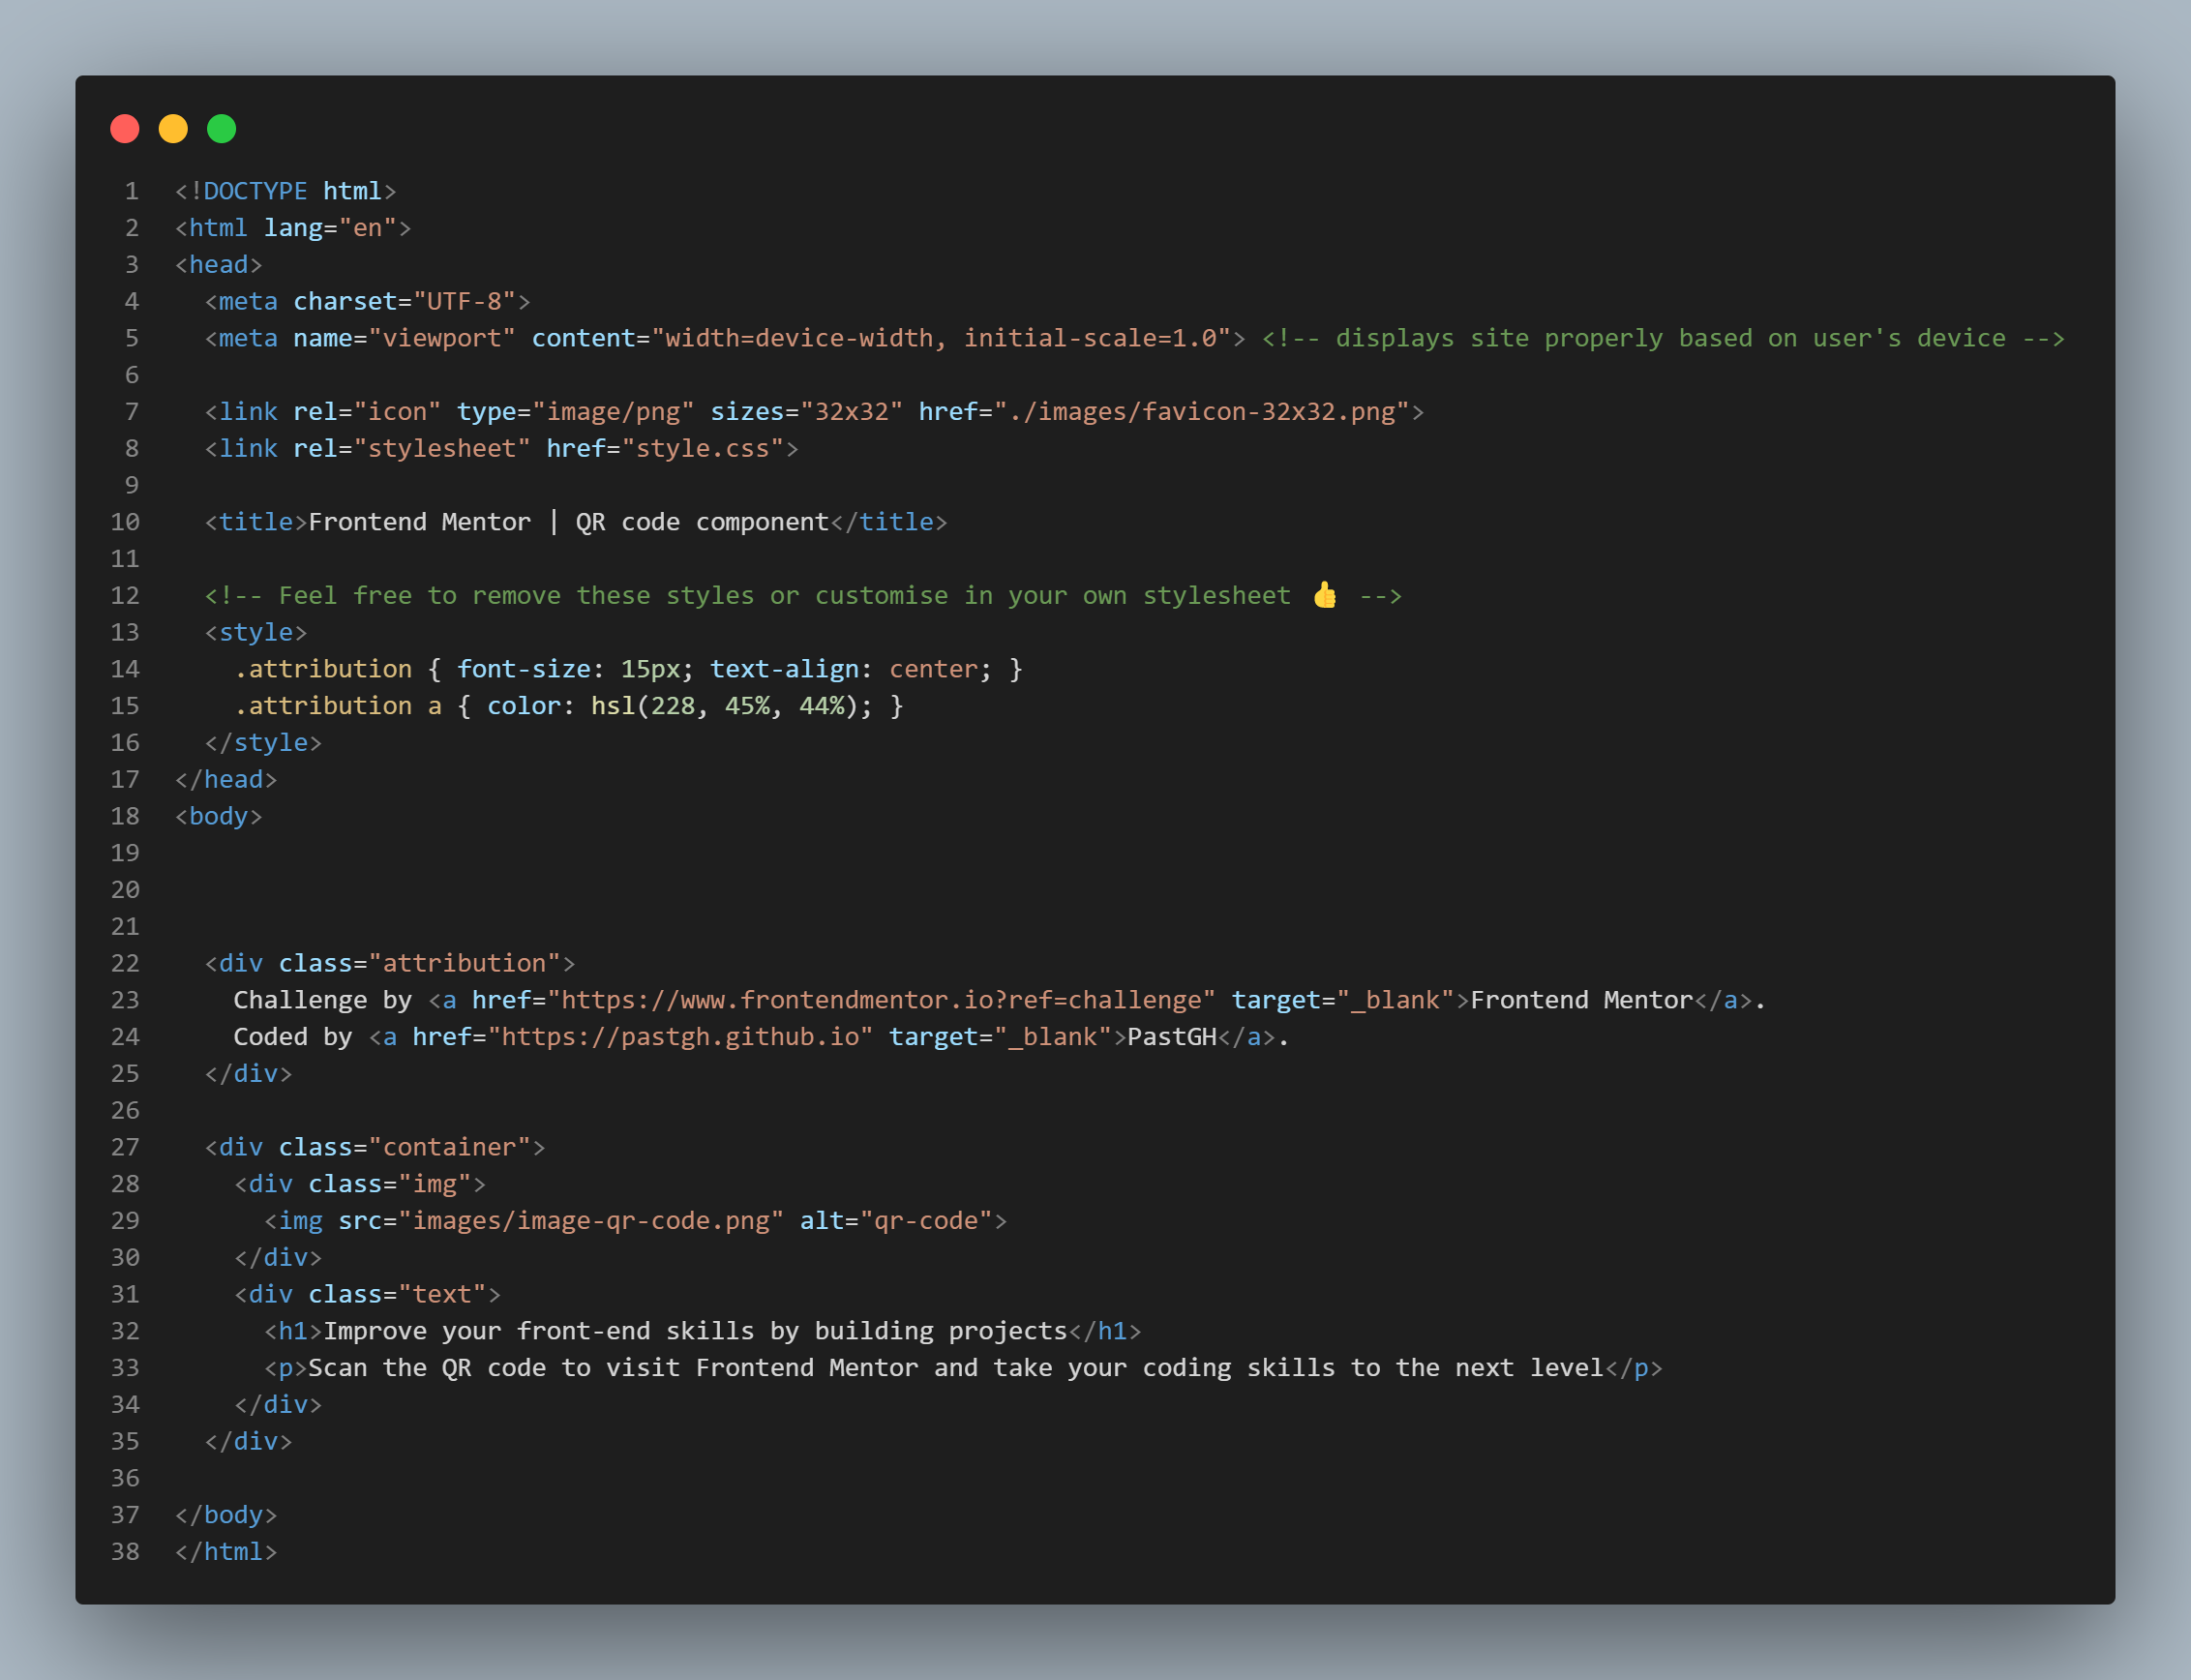 1 <!DOCTYPE html>
2 <html lang="en">
3 <head>
4   <meta charset="UTF-8">
5   <meta name="viewport" content="width=device-width, initial-scale=1.0"> <!-- displays site properly based on user's device -->
6
7   <link rel="icon" type="image/png" sizes="32x32" href="./images/favicon-32x32.png">
8   <link rel="stylesheet" href="style.css">
9
10   <title>Frontend Mentor | QR code component</title>
11
12   <!-- Feel free to remove these styles or customise in your own stylesheet 👍 -->
13   <style>
14     .attribution { font-size: 15px; text-align: center; }
15     .attribution a { color: hsl(228, 45%, 44%); }
16   </style>
17 </head>
18 <body>
19
20
21
22   <div class="attribution">
23     Challenge by <a href="https://www.frontendmentor.io?ref=challenge" target="_blank">Frontend Mentor</a>.
24     Coded by <a href="https://pastgh.github.io" target="_blank">PastGH</a>.
25   </div>
26
27   <div class="container">
28     <div class="img">
29       <img src="images/image-qr-code.png" alt="qr-code">
30     </div>
31     <div class="text">
32       <h1>Improve your front-end skills by building projects</h1>
33       <p>Scan the QR code to visit Frontend Mentor and take your coding skills to the next level</p>
34     </div>
35   </div>
36
37 </body>
38 </html>